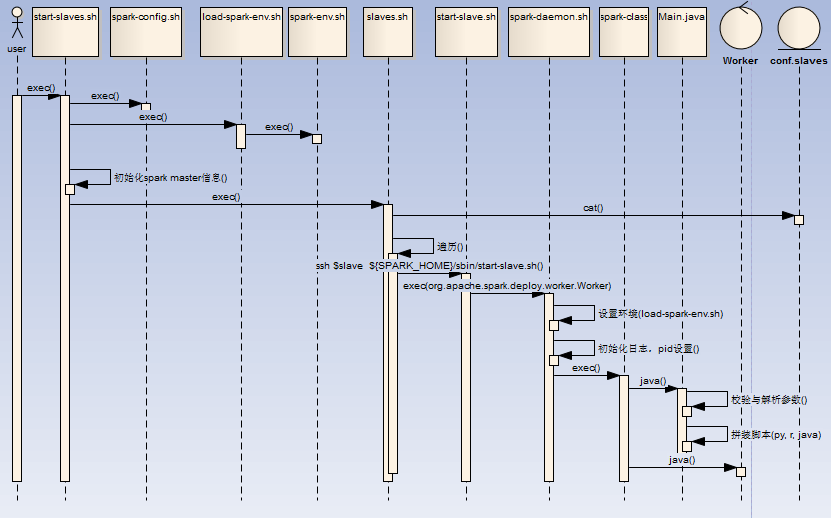 start-slaves.sh
spark-config.sh
load-spark-env.sh
spark-env.sh
slaves.sh
start-slave.sh
spark-daemon.sh
spark-class
Main.java
user
Worker
conf.slaves
exec()
exec()
exec()
exec()
初始化spark master信息()
exec()
cat()
遍历()
ssh $slave ${SPARK_HOME}/sbin/start-slave.sh()
exec(org.apache.spark.deploy.worker.Worker)
设置环境(load-spark-env.sh)
初始化日志，pid设置()
exec()
java()
校验与解析参数()
拼装脚本(py, r, java)
java()